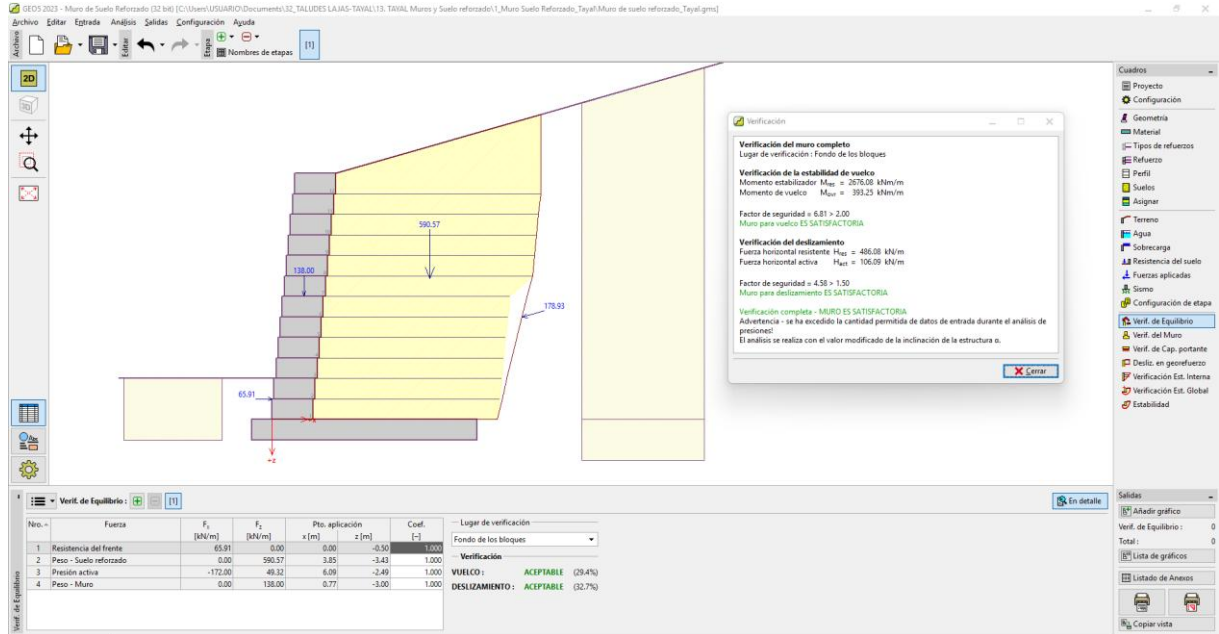 GEO5 2023 - Muro de Suelo Reforzado (32 bit) [C:\Users\USUARIO\Documents\32_TALUDES LAJAS-TAYAL\13. TAYAL Muros y Suelo reforzado\1_Muro Suelo Reforzado_Tayal\Muro de suelo reforzado_Tayal.gms]
Archivo Editar Entrada Análisis Salidas Configuración Ayuda
Archivo
Editar
Etapa
Nombres de etapas
[1]
2D
3D
590.57
138.00
178.93
65.91
+x
+z
Verificación
Verificación del muro completo
Lugar de verificación : Fondo de los bloques
Verificación de la estabilidad de vuelco
Momento estabilizador Mres = 2676.08 kNm/m
Momento de vuelco Movr = 393.25 kNm/m
Factor de seguridad = 6.81 > 2.00
Muro para vuelco ES SATISFACTORIA
Verificación del deslizamiento
Fuerza horizontal resistente Hres = 486.08 kN/m
Fuerza horizontal activa Hact = 106.09 kN/m
Factor de seguridad = 4.58 > 1.50
Muro para deslizamiento ES SATISFACTORIA
Verificación completa - MURO ES SATISFACTORIA
Advertencia - se ha excedido la cantidad permitida de datos de entrada durante el análisis de
presiones!
El análisis se realiza con el valor modificado de la inclinación de la estructura α.
Cerrar
Cuadros
Proyecto
Configuración
Geometría
Material
Tipos de refuerzos
Refuerzo
Perfil
Suelos
Asignar
Terreno
Agua
Sobrecarga
Resistencia del suelo
Fuerzas aplicadas
Sismo
Configuración de etapa
Verif. de Equilibrio
Verif. del Muro
Verif. de Cap. portante
Desliz. en georefuerzo
Verificación Est. Interna
Verificación Est. Global
Estabilidad
Verif. de Equilibrio
Verif. de Equilibrio : [1]
En detalle
Nro. Fuerza F1 F2 Pto. aplicación Coef.
[kN/m] [kN/m] x [m] z [m] [–]
1 Resistencia del frente 65.91 0.00 0.00 -0.50 1.000
2 Peso - Suelo reforzado 0.00 590.57 3.85 -3.43 1.000
3 Presión activa -172.00 49.32 6.09 -2.49 1.000
4 Peso - Muro 0.00 138.00 0.77 -3.00 1.000
Lugar de verificación
Fondo de los bloques
Verificación
VUELCO : ACEPTABLE (29.4%)
DESLIZAMIENTO : ACEPTABLE (32.7%)
Salidas
Añadir gráfico
Verif. de Equilibrio : 0
Total : 0
Lista de gráficos
Listado de Anexos
Copiar vista